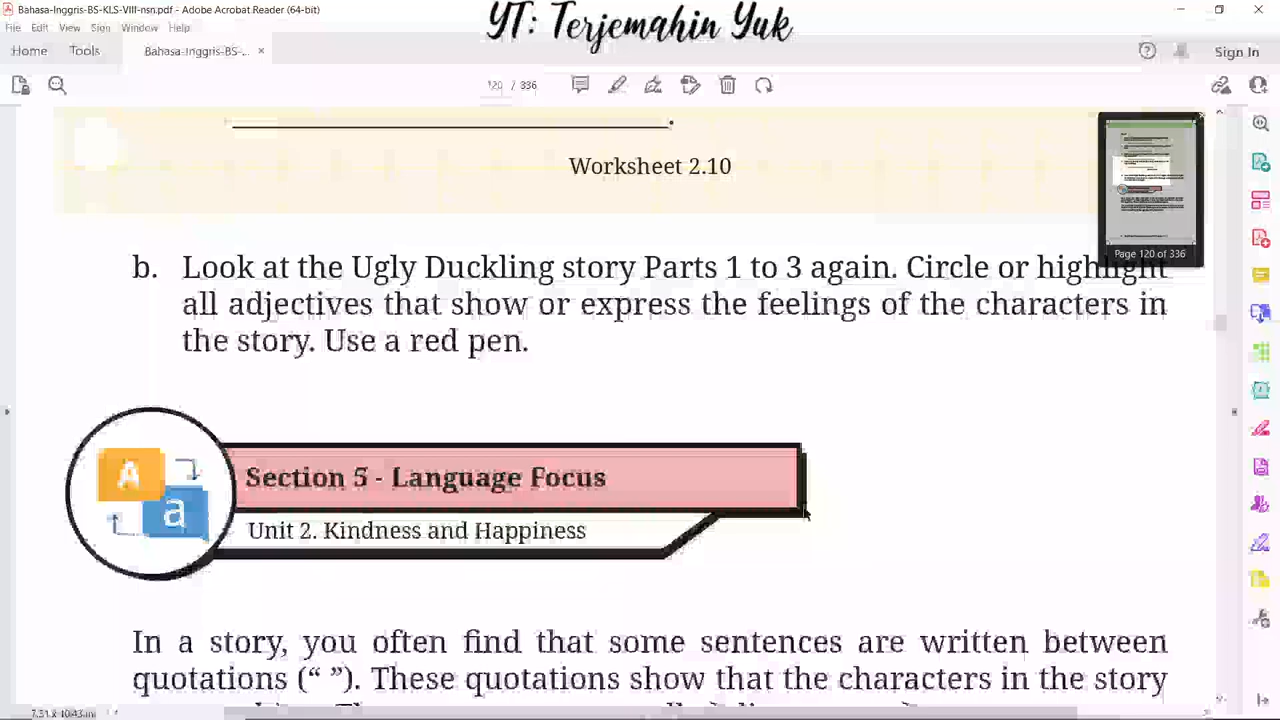 Bahasa-Inggris-BS-KLS-VIII-nsn.pdf - Adobe Acrobat Reader (64-bit)
YT: Terjemahin Yuk
File Edit View Sign Window Help
Home Tools Bahasa-Inggris-BS-... ×
Sign In
120 / 336
Worksheet 2.10
Page 120 of 336
b. Look at the Ugly Duckling story Parts 1 to 3 again. Circle or highlight
all adjectives that show or express the feelings of the characters in
the story. Use a red pen.
A
a
Section 5 - Language Focus
Unit 2. Kindness and Happiness
In a story, you often find that some sentences are written between
quotations (“ ”). These quotations show that the characters in the story